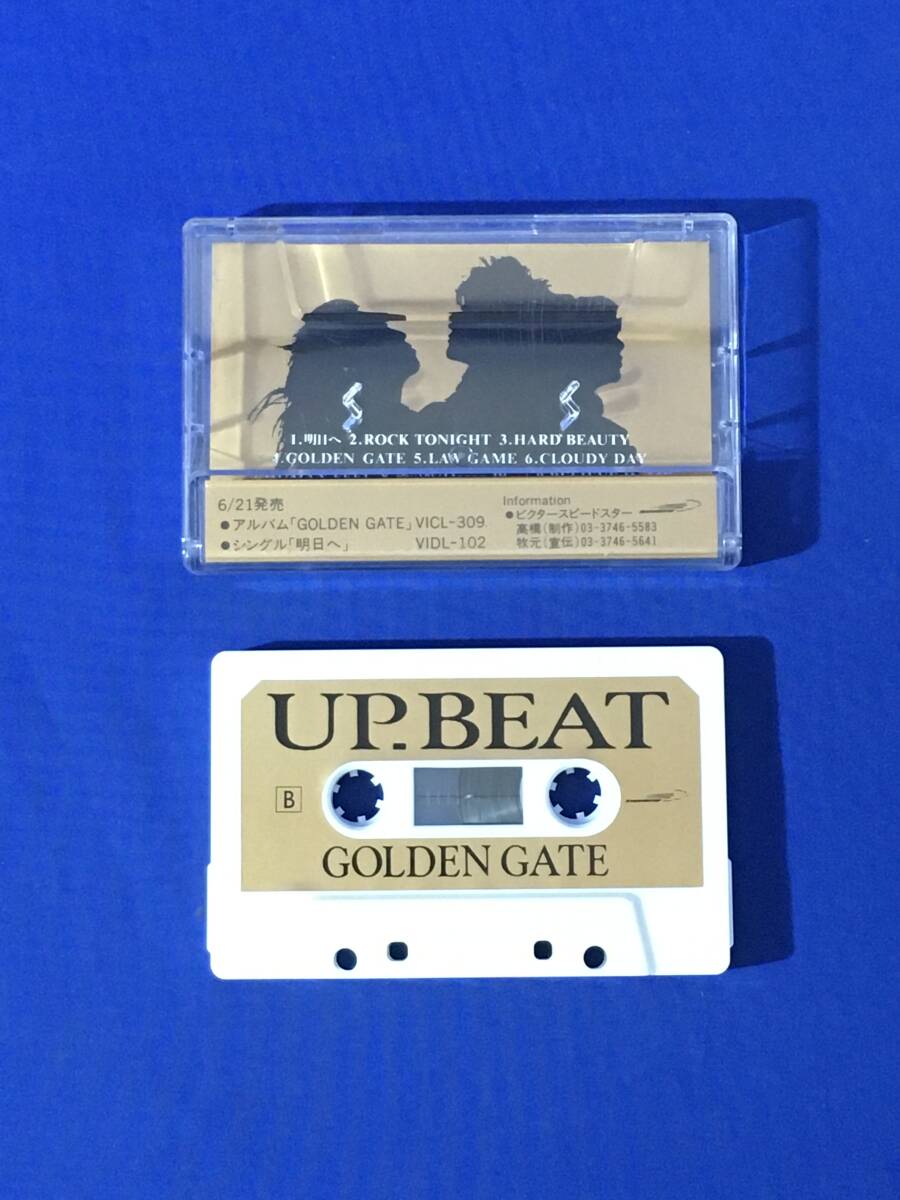 1.明日へ 2.ROCK TONIGHT 3.HARD BEAUTY
4.GOLDEN GATE 5.LAW GAME 6.CLOUDY DAY
6/21発売
●アルバム「GOLDEN GATE」VICL-309
●シングル「明日へ」 VIDL-102
Information
●ビクタースピードスター
高橋(制作)03-3746-5583
牧元(宣伝)03-3746-5641
UP-BEAT
B
GOLDEN GATE